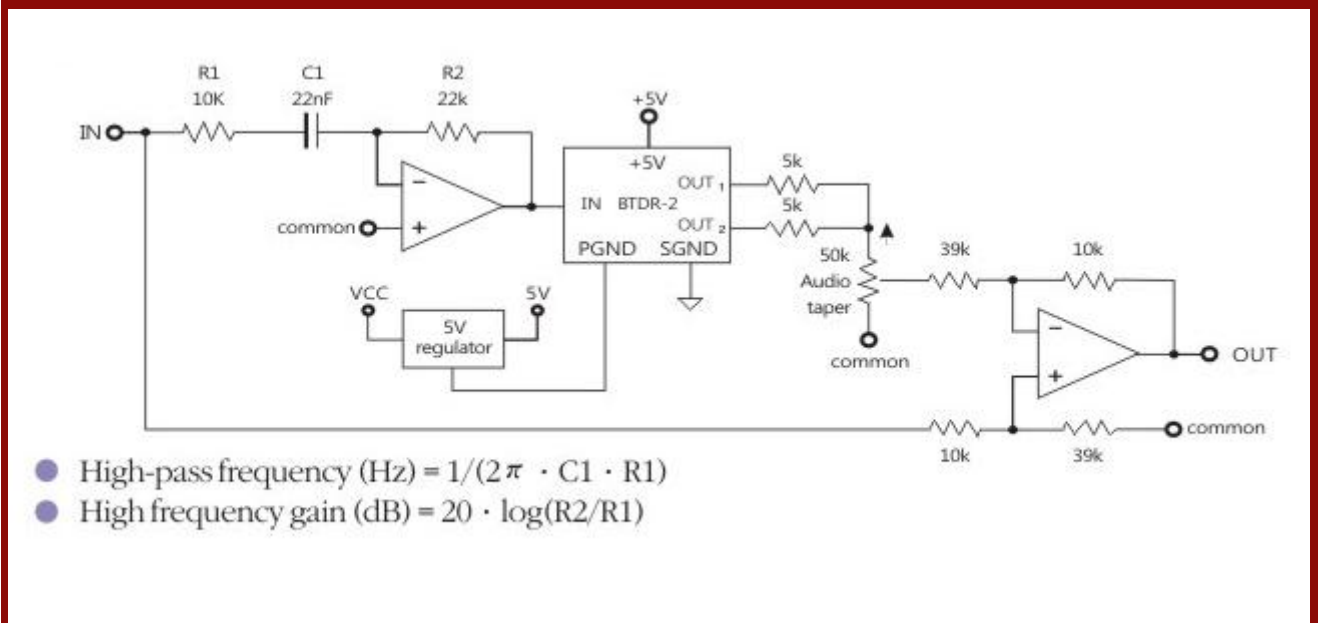 R1
10K
C1
22nF
R2
22k
IN
+5V
+5V
OUT 1
IN BTDR-2
OUT 2
PGND SGND
5k
5k
common
−
+
VCC
5V
5V
regulator
50k
Audio
taper
common
39k
10k
−
+
OUT
10k
39k
common
High-pass frequency (Hz) = 1/(2π · C1 · R1)
High frequency gain (dB) = 20 · log(R2/R1)